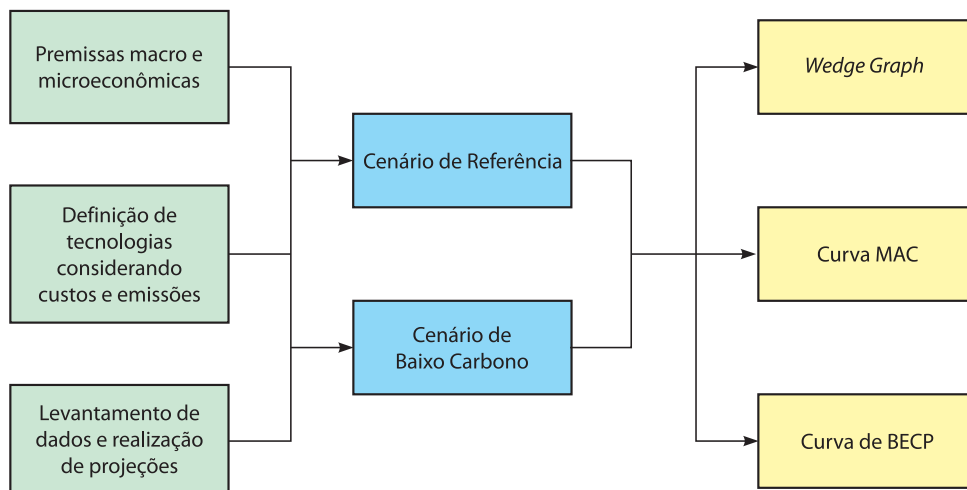 Premissas macro e
microeconômicas
Definição de
tecnologias
considerando
custos e emissões
Levantamento de
dados e realização
de projeções
Cenário de Referência
Cenário de
Baixo Carbono
Wedge Graph
Curva MAC
Curva de BECP